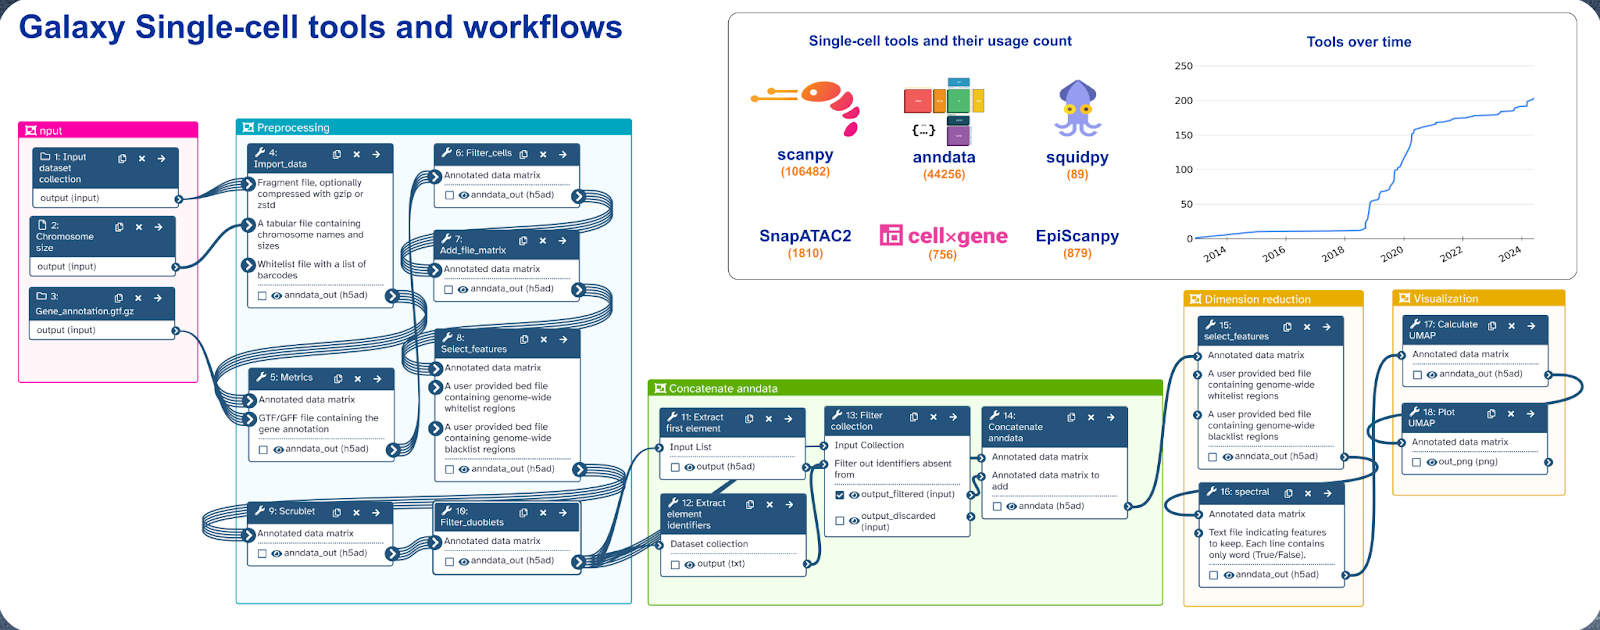 Galaxy Single-cell tools and workflows
Single-cell tools and their usage count
scanpy
(106482)
anndata
(44256)
squidpy
(89)
SnapATAC2
(1810)
cell×gene
(756)
EpiScanpy
(879)
{...}
Tools over time
250
200
150
100
50
0
2014
2016
2018
2020
2022
2024
nput
1: Input
dataset
collection
output (input)
2:
Chromosome
size
output (input)
3:
Gene_annotation.gtf.gz
output (input)
Preprocessing
4:
Import_data
Fragment file, optionally
compressed with gzip or
zstd
A tabular file containing
chromosome names and
sizes
Whitelist file with a list of
barcodes
anndata_out (h5ad)
5: Metrics
Annotated data matrix
GTF/GFF file containing the
gene annotation
anndata_out (h5ad)
6: Filter_cells
Annotated data matrix
anndata_out (h5ad)
7:
Add_file_matrix
Annotated data matrix
anndata_out (h5ad)
8:
Select_features
Annotated data matrix
A user provided bed file
containing genome-wide
whitelist regions
A user provided bed file
containing genome-wide
blacklist regions
anndata_out (h5ad)
9: Scrublet
Annotated data matrix
anndata_out (h5ad)
10:
Filter_duoblets
Annotated data matrix
anndata_out (h5ad)
Concatenate anndata
11: Extract
first element
Input List
output (h5ad)
12: Extract
element
identifiers
Dataset collection
output (txt)
13: Filter
collection
Input Collection
Filter out identifiers absent
from
output_filtered (input)
output_discarded
(input)
14:
Concatenate
anndata
Annotated data matrix
Annotated data matrix to
add
anndata (h5ad)
Dimension reduction
15:
select_features
Annotated data matrix
A user provided bed file
containing genome-wide
whitelist regions
A user provided bed file
containing genome-wide
blacklist regions
anndata_out (h5ad)
16: spectral
Annotated data matrix
Text file indicating features
to keep. Each line contains
only word (True/False).
anndata_out (h5ad)
Visualization
17: Calculate
UMAP
Annotated data matrix
anndata_out (h5ad)
18: Plot
UMAP
Annotated data matrix
out_png (png)